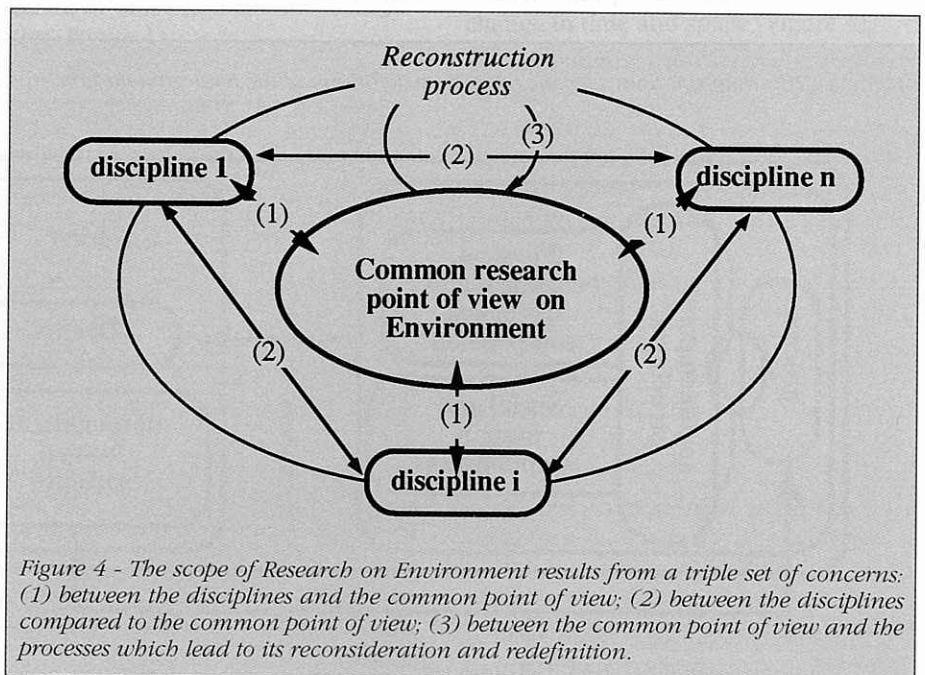 Reconstruction
process
(3)
discipline 1
(2)
discipline n
(1)
(1)
Common research
point of view on
Environment
(2)
(2)
(1)
discipline i
Figure 4 - The scope of Research on Environment results from a triple set of concerns:
(1) between the disciplines and the common point of view; (2) between the disciplines
compared to the common point of view; (3) between the common point of view and the
processes which lead to its reconsideration and redefinition.